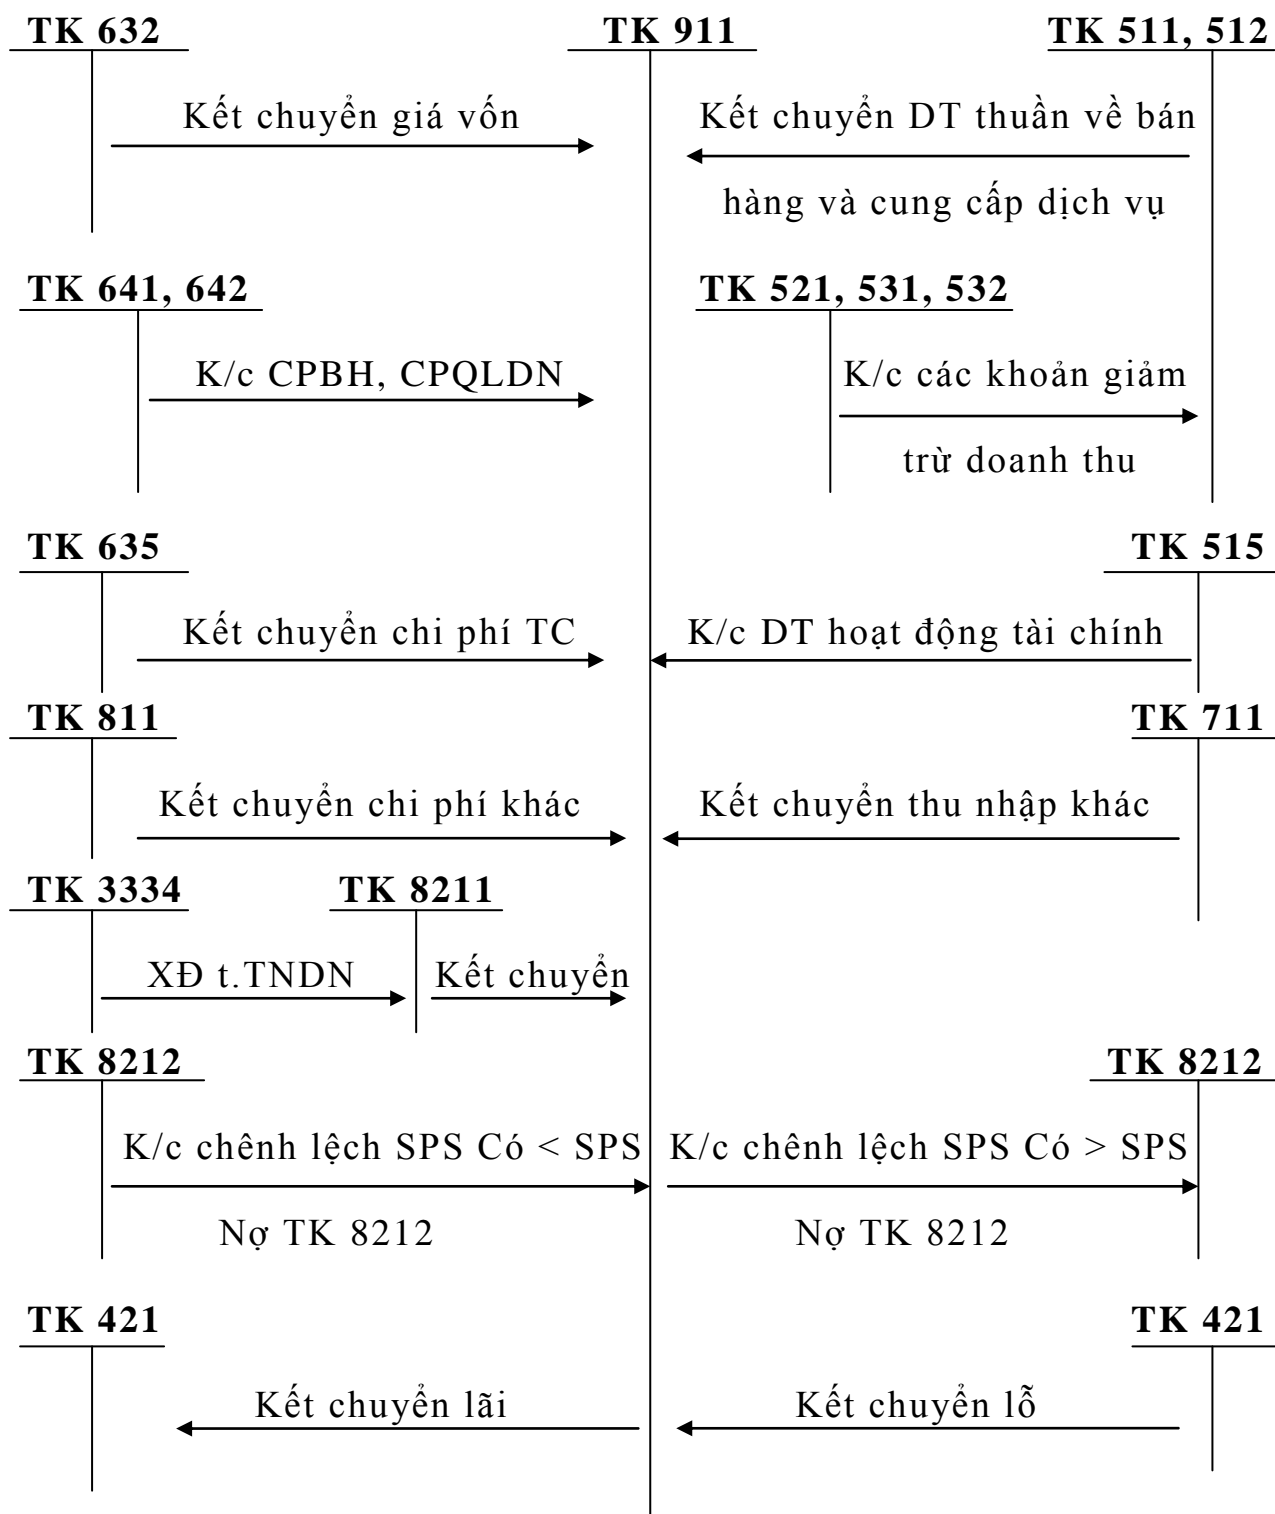 TK 632
TK 911
TK 511, 512
Kết chuyển giá vốn
Kết chuyển DT thuần về bán
hàng và cung cấp dịch vụ
TK 641, 642
TK 521, 531, 532
K/c CPBH, CPQLDN
K/c các khoản giảm
trừ doanh thu
TK 635
TK 515
Kết chuyển chi phí TC
K/c DT hoạt động tài chính
TK 811
TK 711
Kết chuyển chi phí khác
Kết chuyển thu nhập khác
TK 3334
TK 8211
XĐ t.TNDN
Kết chuyển
TK 8212
TK 8212
K/c chênh lệch SPS Có < SPS
K/c chênh lệch SPS Có > SPS
Nợ TK 8212
Nợ TK 8212
TK 421
TK 421
Kết chuyển lãi
Kết chuyển lỗ